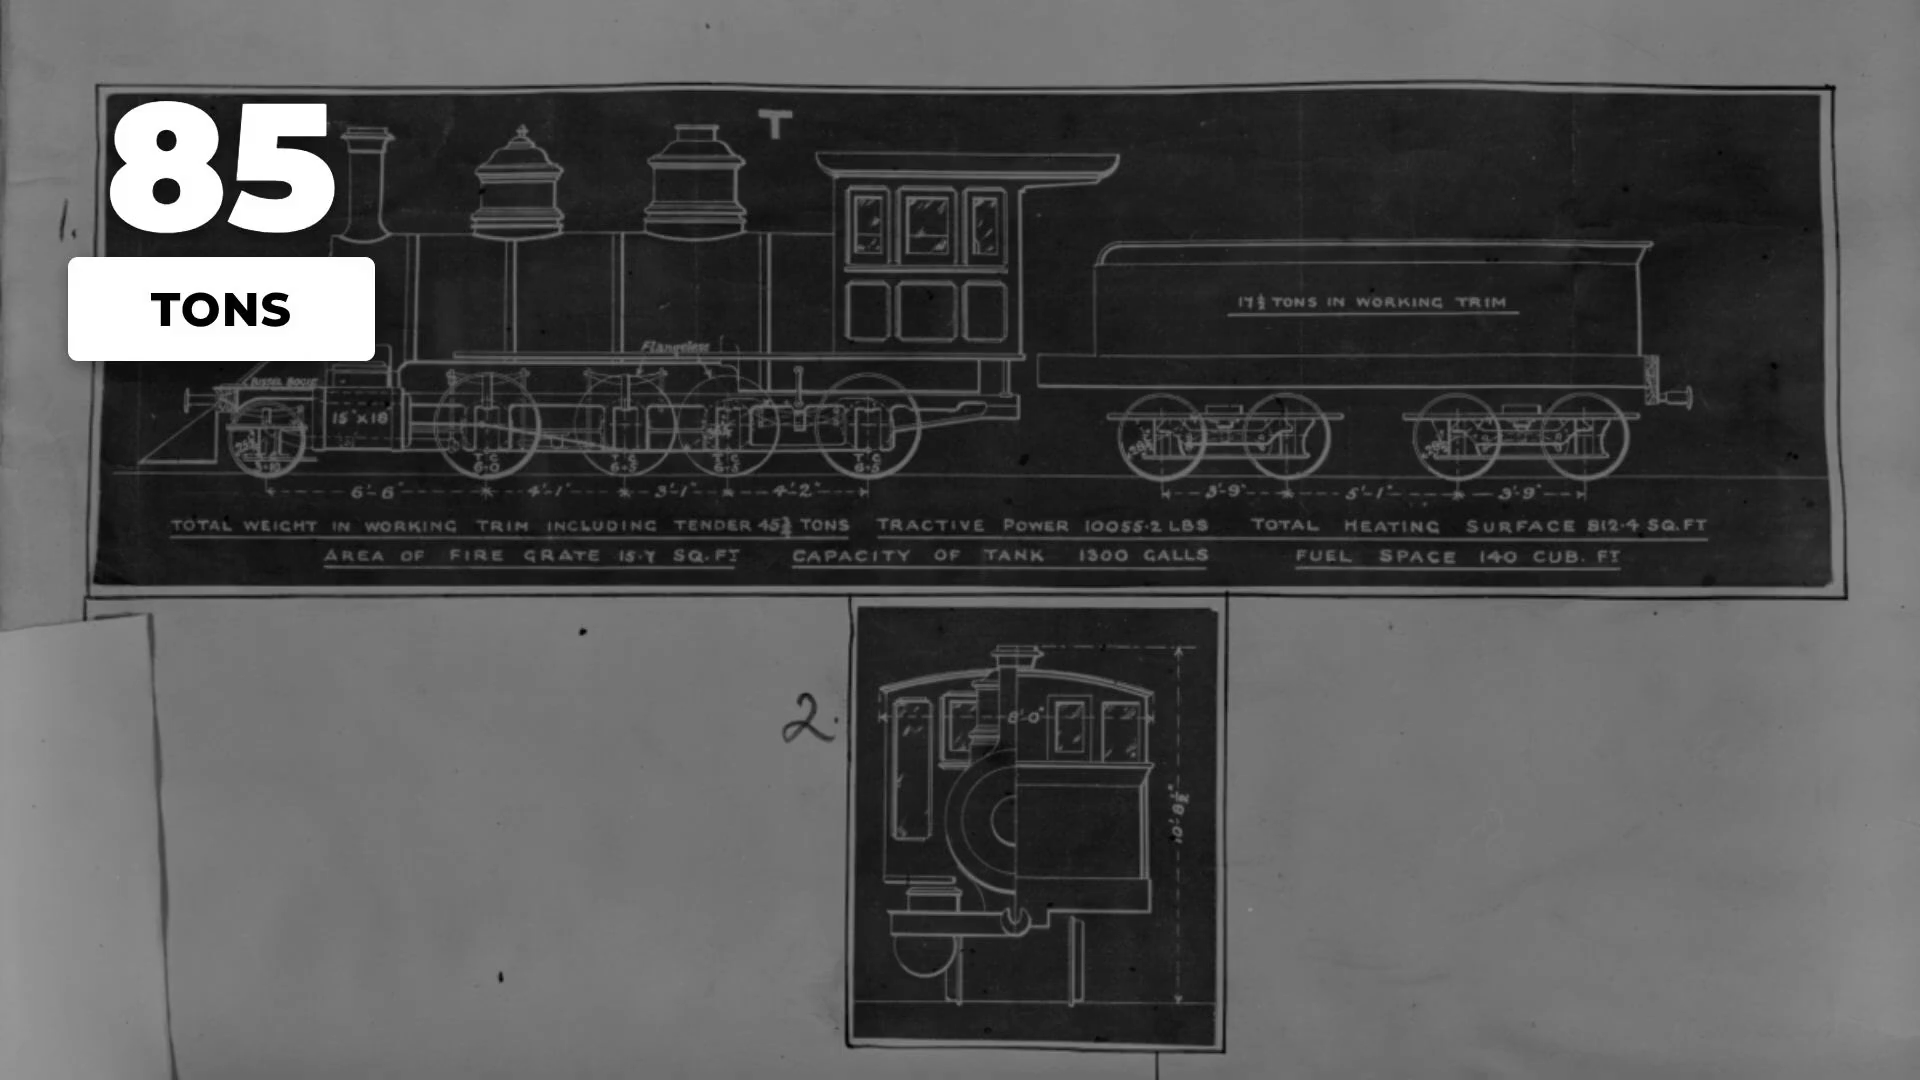 85
TONS
T
1.
17½ TONS IN WORKING TRIM
Flangeless
BISSEL BOGIE
15" x 18
T C
6-0
T C
6-5
T C
6-5
T C
6-5
6'-6" 4'-1" 3'-1" 4'-2" 3'-9" 5'-1" 3'-9"
TOTAL WEIGHT IN WORKING TRIM INCLUDING TENDER 45¾ TONS TRACTIVE POWER 10055·2 LBS TOTAL HEATING SURFACE 812·4 SQ.FT
AREA OF FIRE GRATE 15·7 SQ.FT CAPACITY OF TANK 1300 GALLS FUEL SPACE 140 CUB. FT
2.
8'-0"
10'-8½"